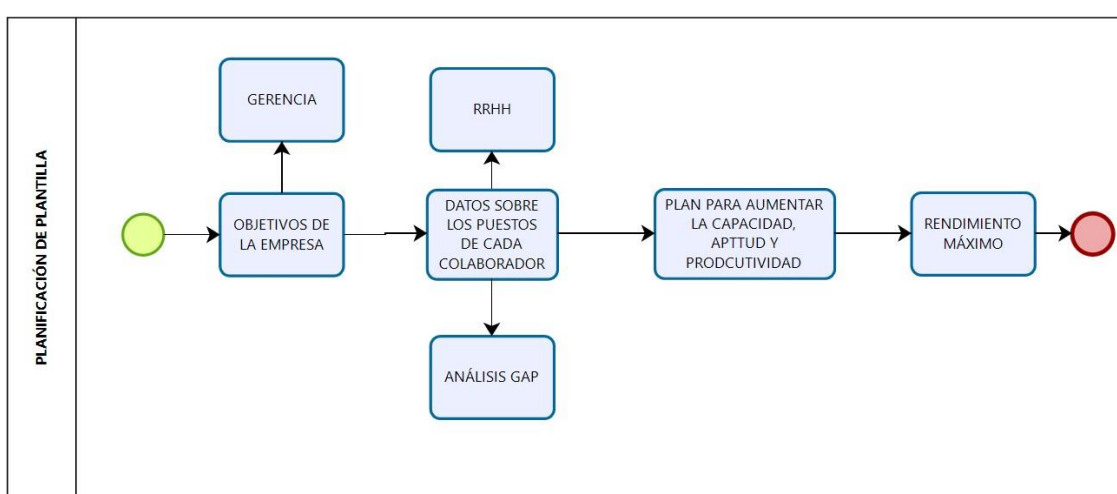 PLANIFICACIÓN DE PLANTILLA
GERENCIA
RRHH
OBJETIVOS DE
LA EMPRESA
DATOS SOBRE
LOS PUESTOS
DE CADA
COLABORADOR
PLAN PARA AUMENTAR
LA CAPACIDAD,
APTTUD Y
PRODCUTIVIDAD
RENDIMIENTO
MÁXIMO
ANÁLISIS GAP